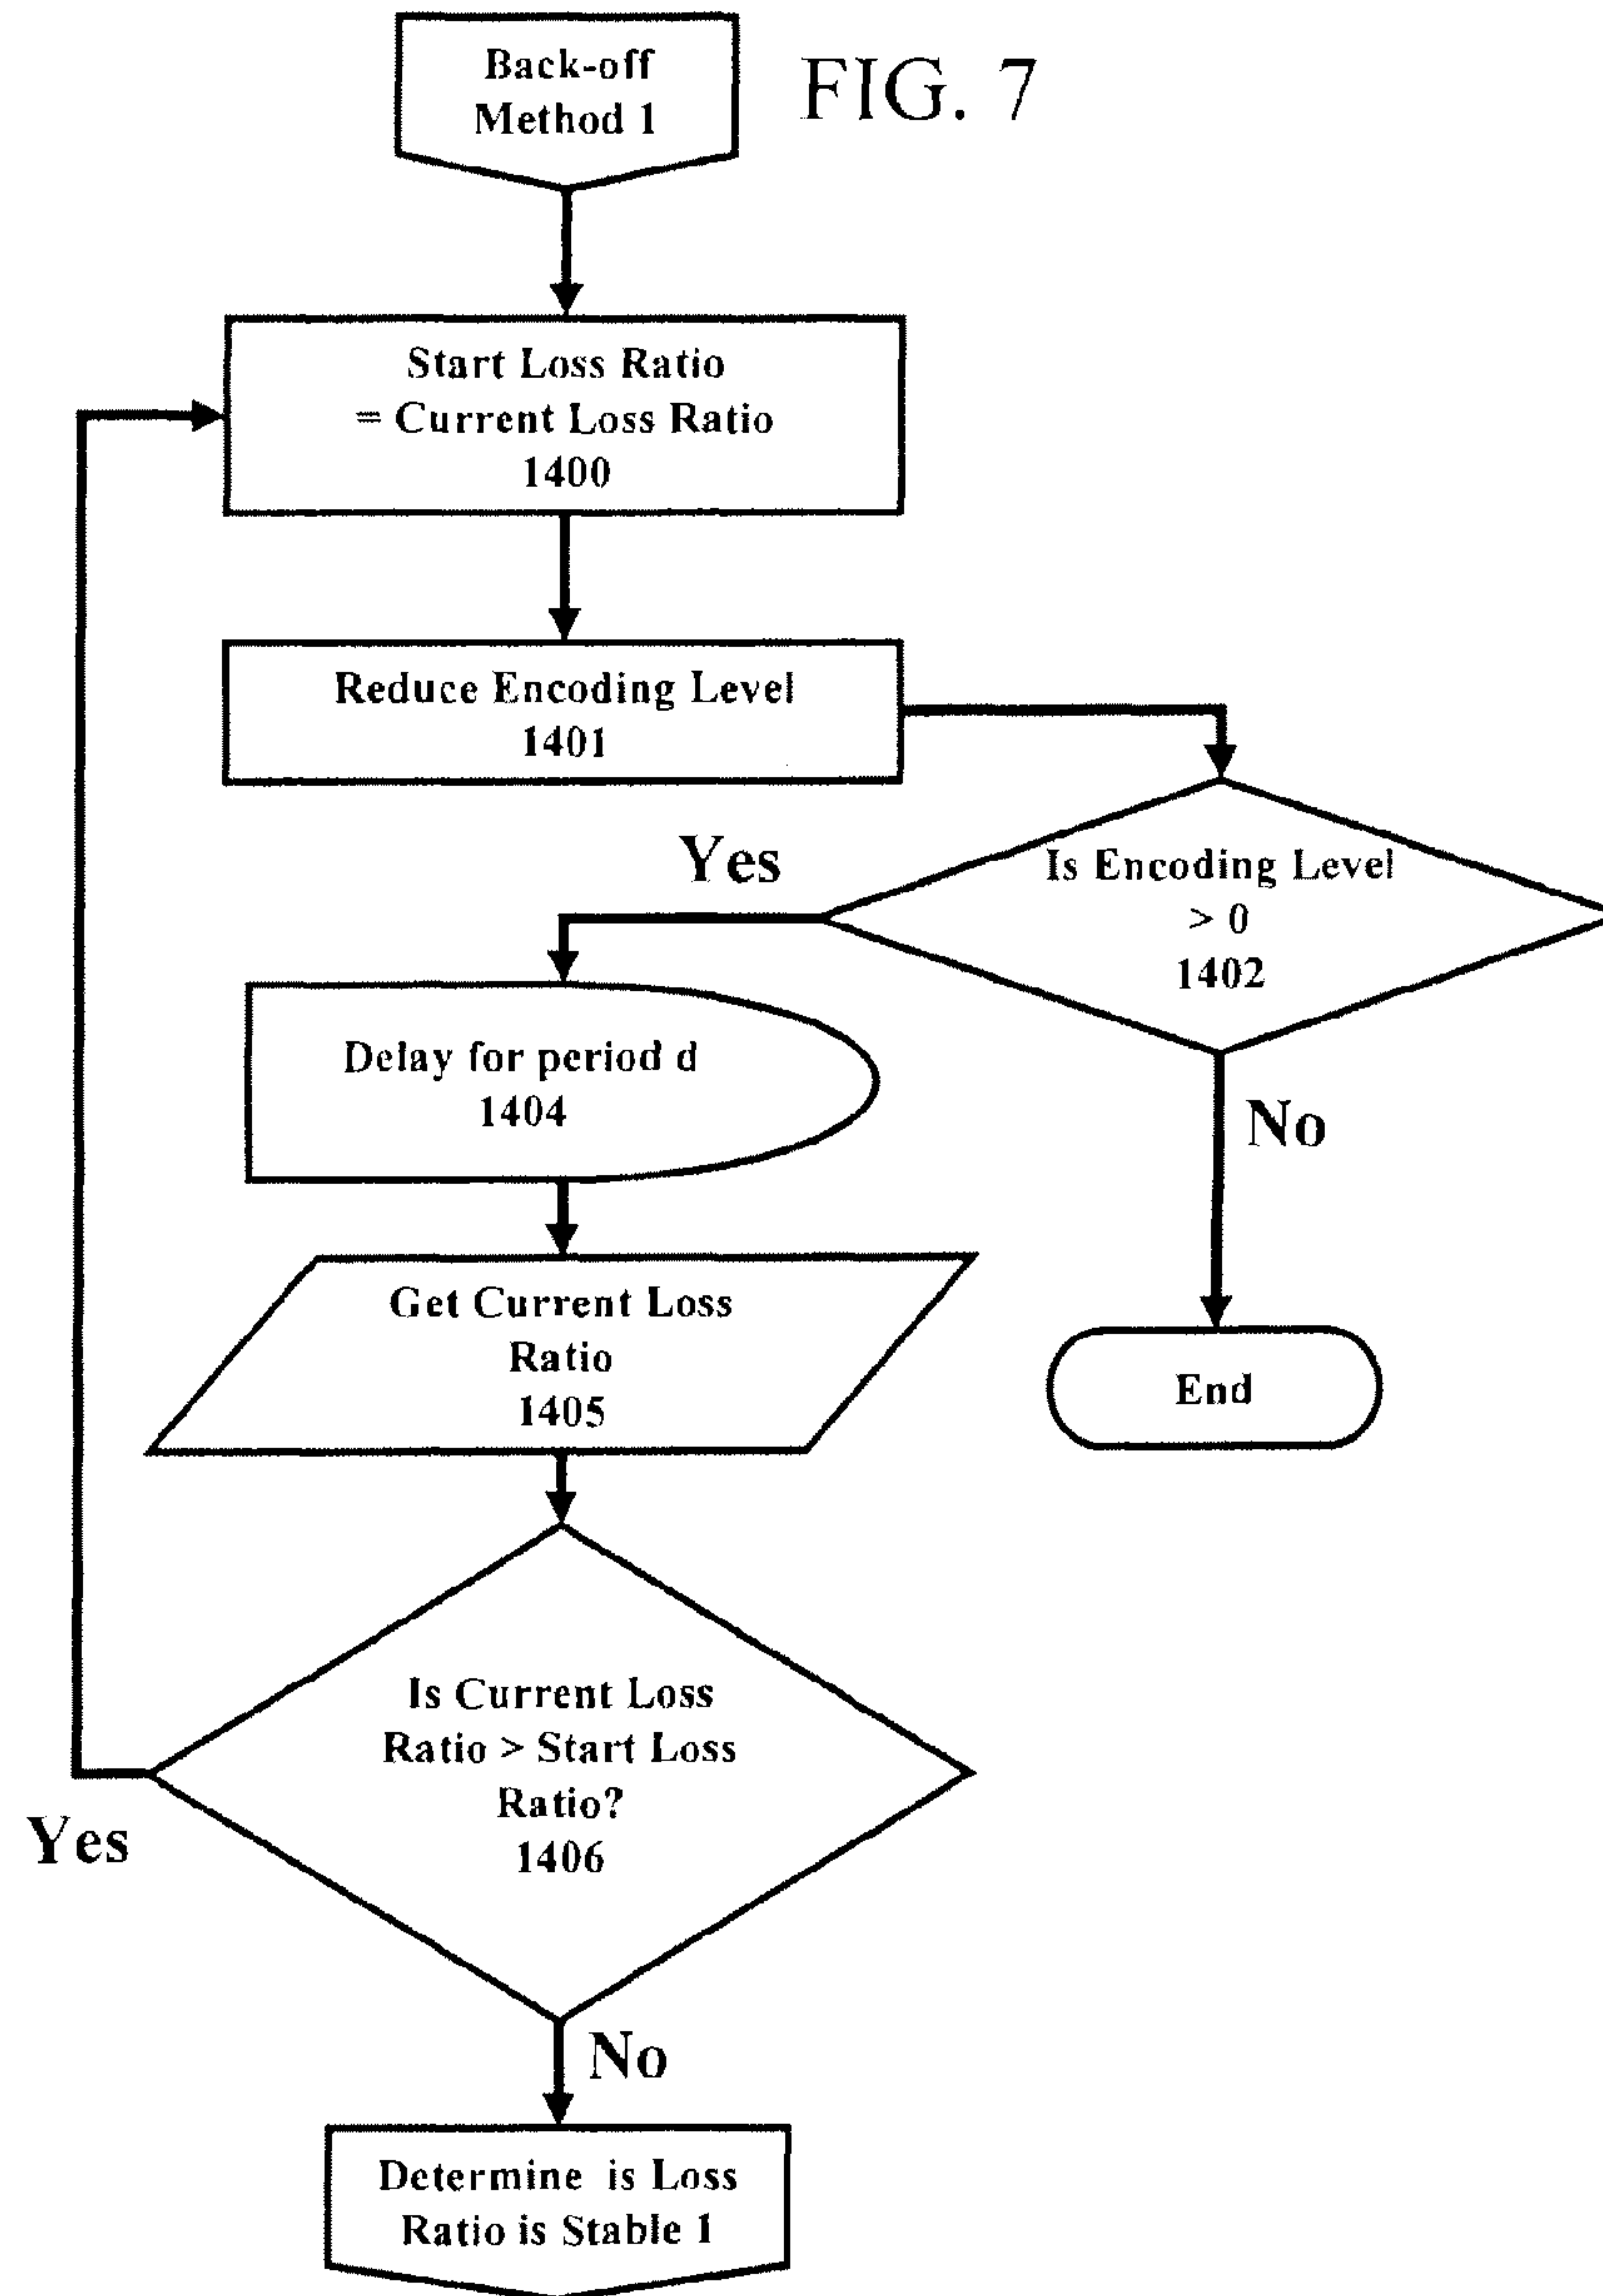 Back-off
Method 1
FIG. 7
Start Loss Ratio
= Current Loss Ratio
1400
Reduce Encoding Level
1401
Yes
Is Encoding Level
> 0
1402
Delay for period d
1404
No
Get Current Loss
Ratio
1405
End
Is Current Loss
Ratio > Start Loss
Ratio?
1406
Yes
No
Determine is Loss
Ratio is Stable 1